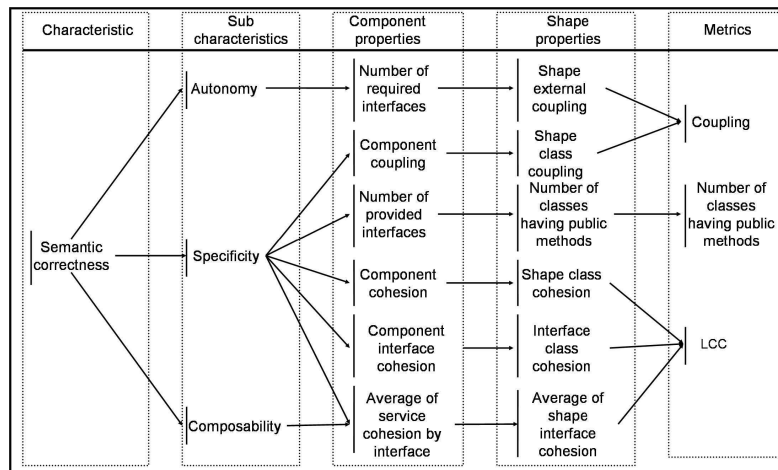 Characteristic
Sub
characteristics
Component
properties
Shape
properties
Metrics
Autonomy
Number of
required
interfaces
Shape
external
coupling
Coupling
Component
coupling
Shape
class
coupling
Number of
provided
interfaces
Number of
classes
having public
methods
Number of
classes
having public
methods
Semantic
correctness
Specificity
Component
cohesion
Shape class
cohesion
Component
interface
cohesion
Interface
class
cohesion
LCC
Composability
Average of
service
cohesion by
interface
Average of
shape
interface
cohesion